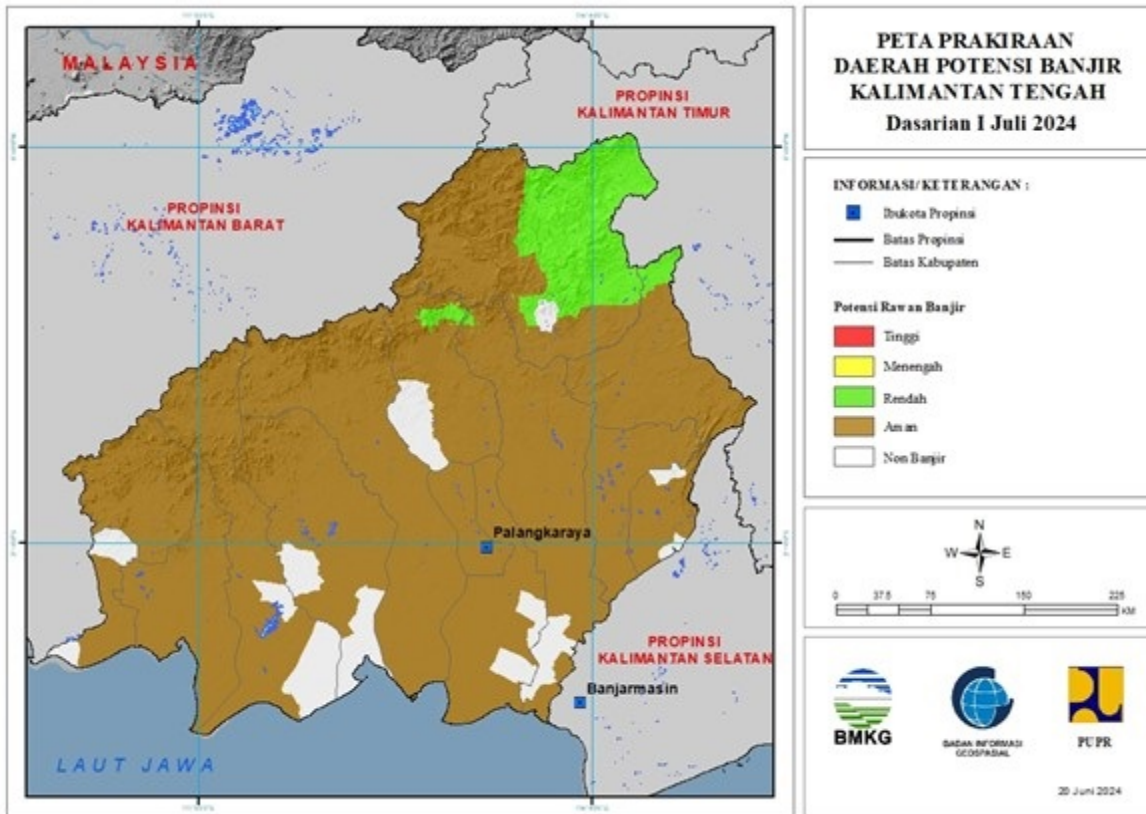 MALAYSIA
PROPINSI
KALIMANTAN TIMUR
PROPINSI
KALIMANTAN BARAT
Palangkaraya
PROPINSI
KALIMANTAN SELATAN
Banjarmasin
LAUT JAWA
PETA PRAKIRAAN
DAERAH POTENSI BANJIR
KALIMANTAN TENGAH
Dasarian I Juli 2024
INFORMASI/KETERANGAN :
Ibukota Propinsi
Batas Propinsi
Batas Kabupaten
Potensi Rawan Banjir
Tinggi
Menengah
Rendah
Aman
Non Banjir
N
W E
S
0 37.5 75 150 225
KM
BMKG
BADAN INFORMASI
GEOSPASIAL
PUPR
20 Juni 2024